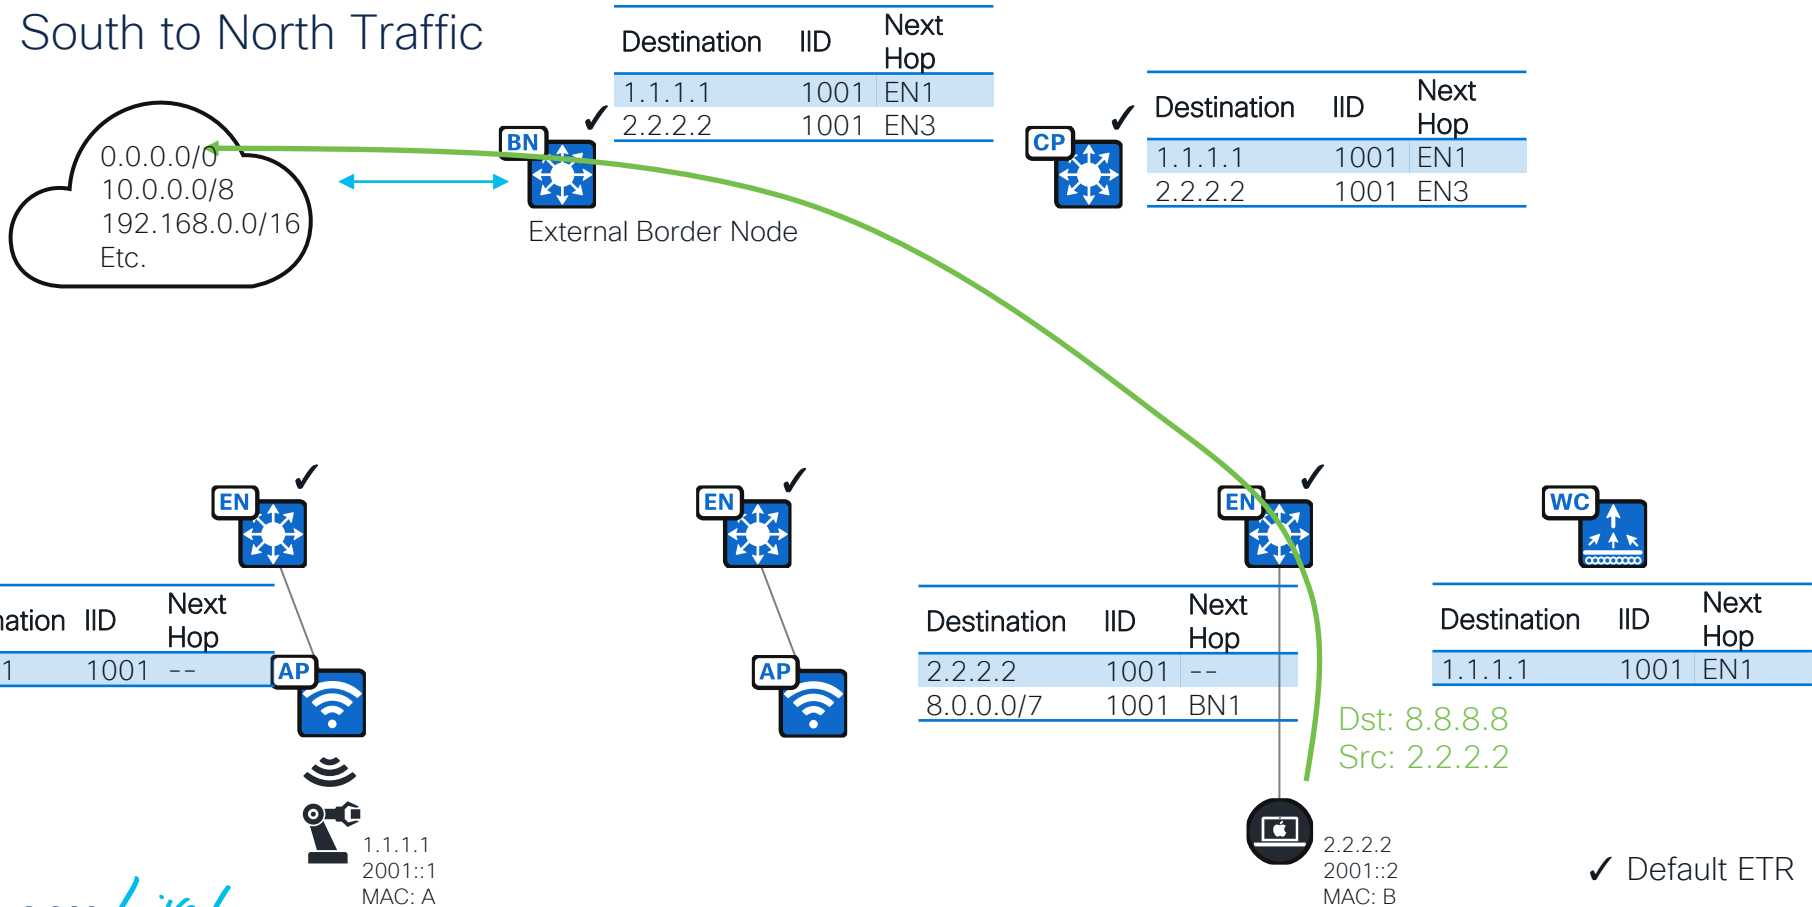 South to North Traffic
Destination IID Next Hop
1.1.1.1 1001 EN1
2.2.2.2 1001 EN3
Destination IID Next Hop
1.1.1.1 1001 EN1
2.2.2.2 1001 EN3
0.0.0.0/0
10.0.0.0/8
192.168.0.0/16
Etc.
BN
External Border Node
CP
EN
EN
EN
WC
IID Next Hop
1001 --
AP
AP
Destination IID Next Hop
2.2.2.2 1001 --
8.0.0.0/7 1001 BN1
Destination IID Next Hop
1.1.1.1 1001 EN1
Dst: 8.8.8.8
Src: 2.2.2.2
1.1.1.1
2001::1
MAC: A
2.2.2.2
2001::2
MAC: B
✓ Default ETR